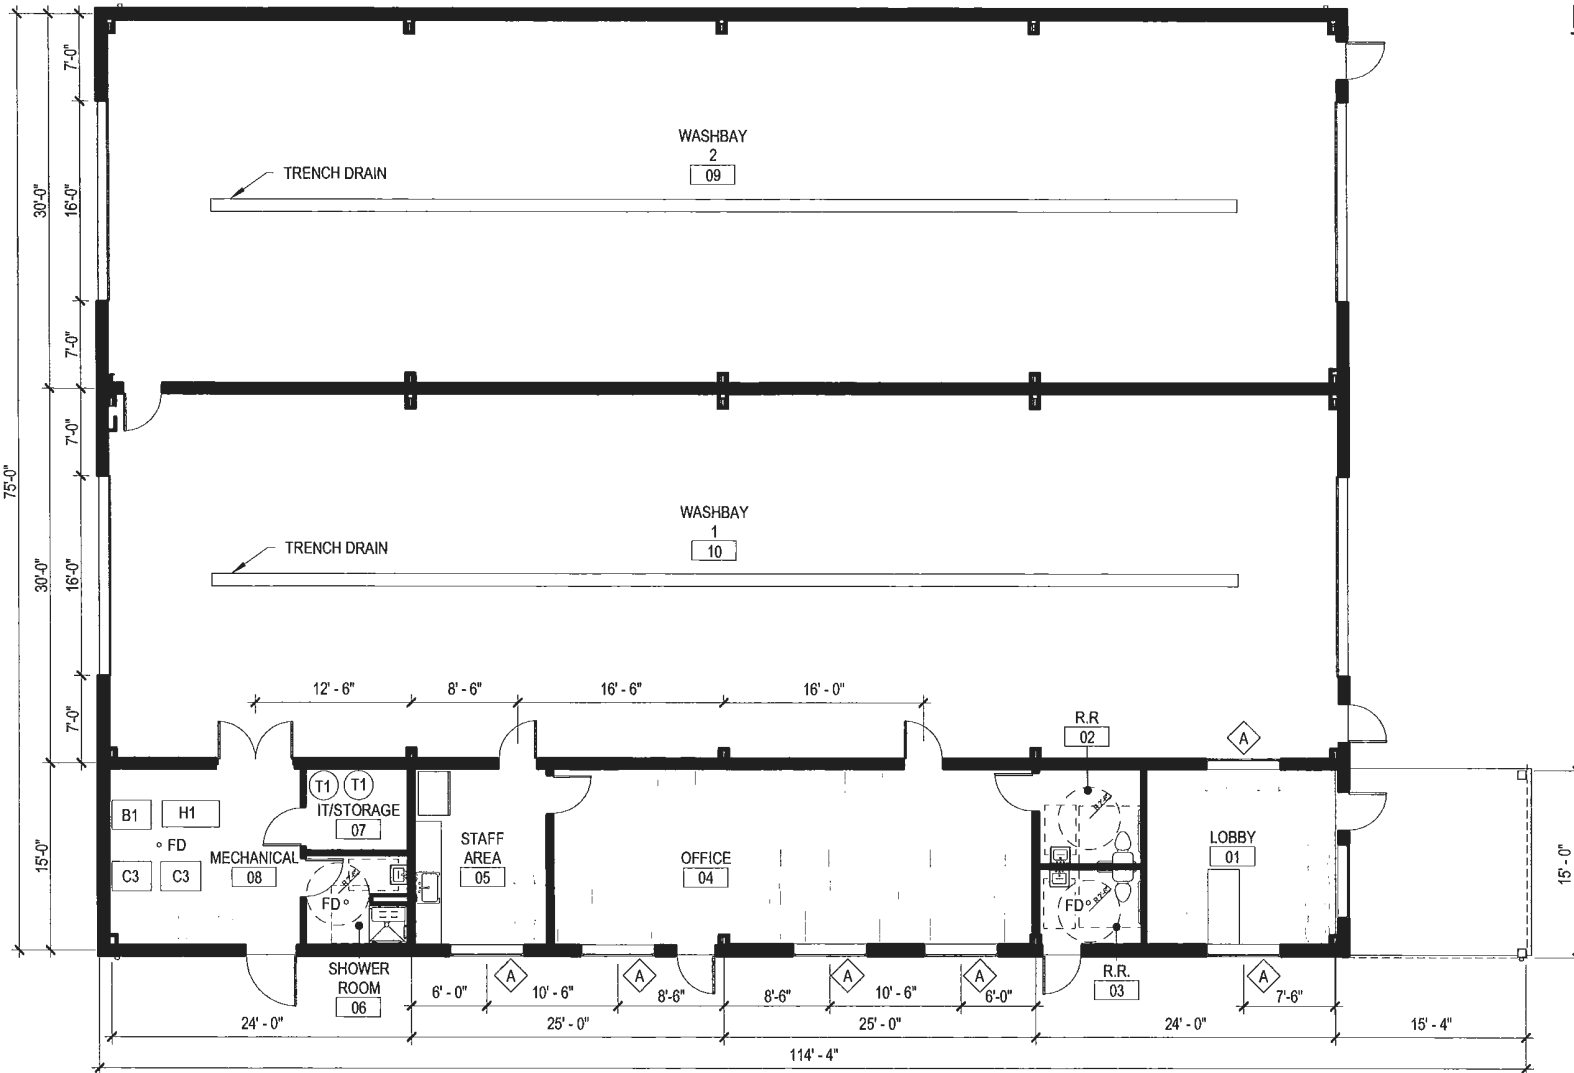 7'-0"
WASHBAY
2
09
TRENCH DRAIN
30'-0"
16'-0"
7'-0"
75'-0"
7'-0"
WASHBAY
1
10
TRENCH DRAIN
30'-0"
16'-0"
7'-0"
12' - 6"
8' - 6"
16' - 6"
16' - 0"
R.R
02
A
T1
T1
B1
H1
IT/STORAGE
07
FD
MECHANICAL
08
C3
C3
STAFF
AREA
05
OFFICE
04
LOBBY
01
15'-0"
15' - 0"
FD
FD
SHOWER
ROOM
06
A
A
A
A
R.R.
03
A
6' - 0"
10' - 6"
8'-6"
8'-6"
10' - 6"
6'-0"
7'-6"
24' - 0"
25' - 0"
25' - 0"
24' - 0"
15' - 4"
114' - 4"